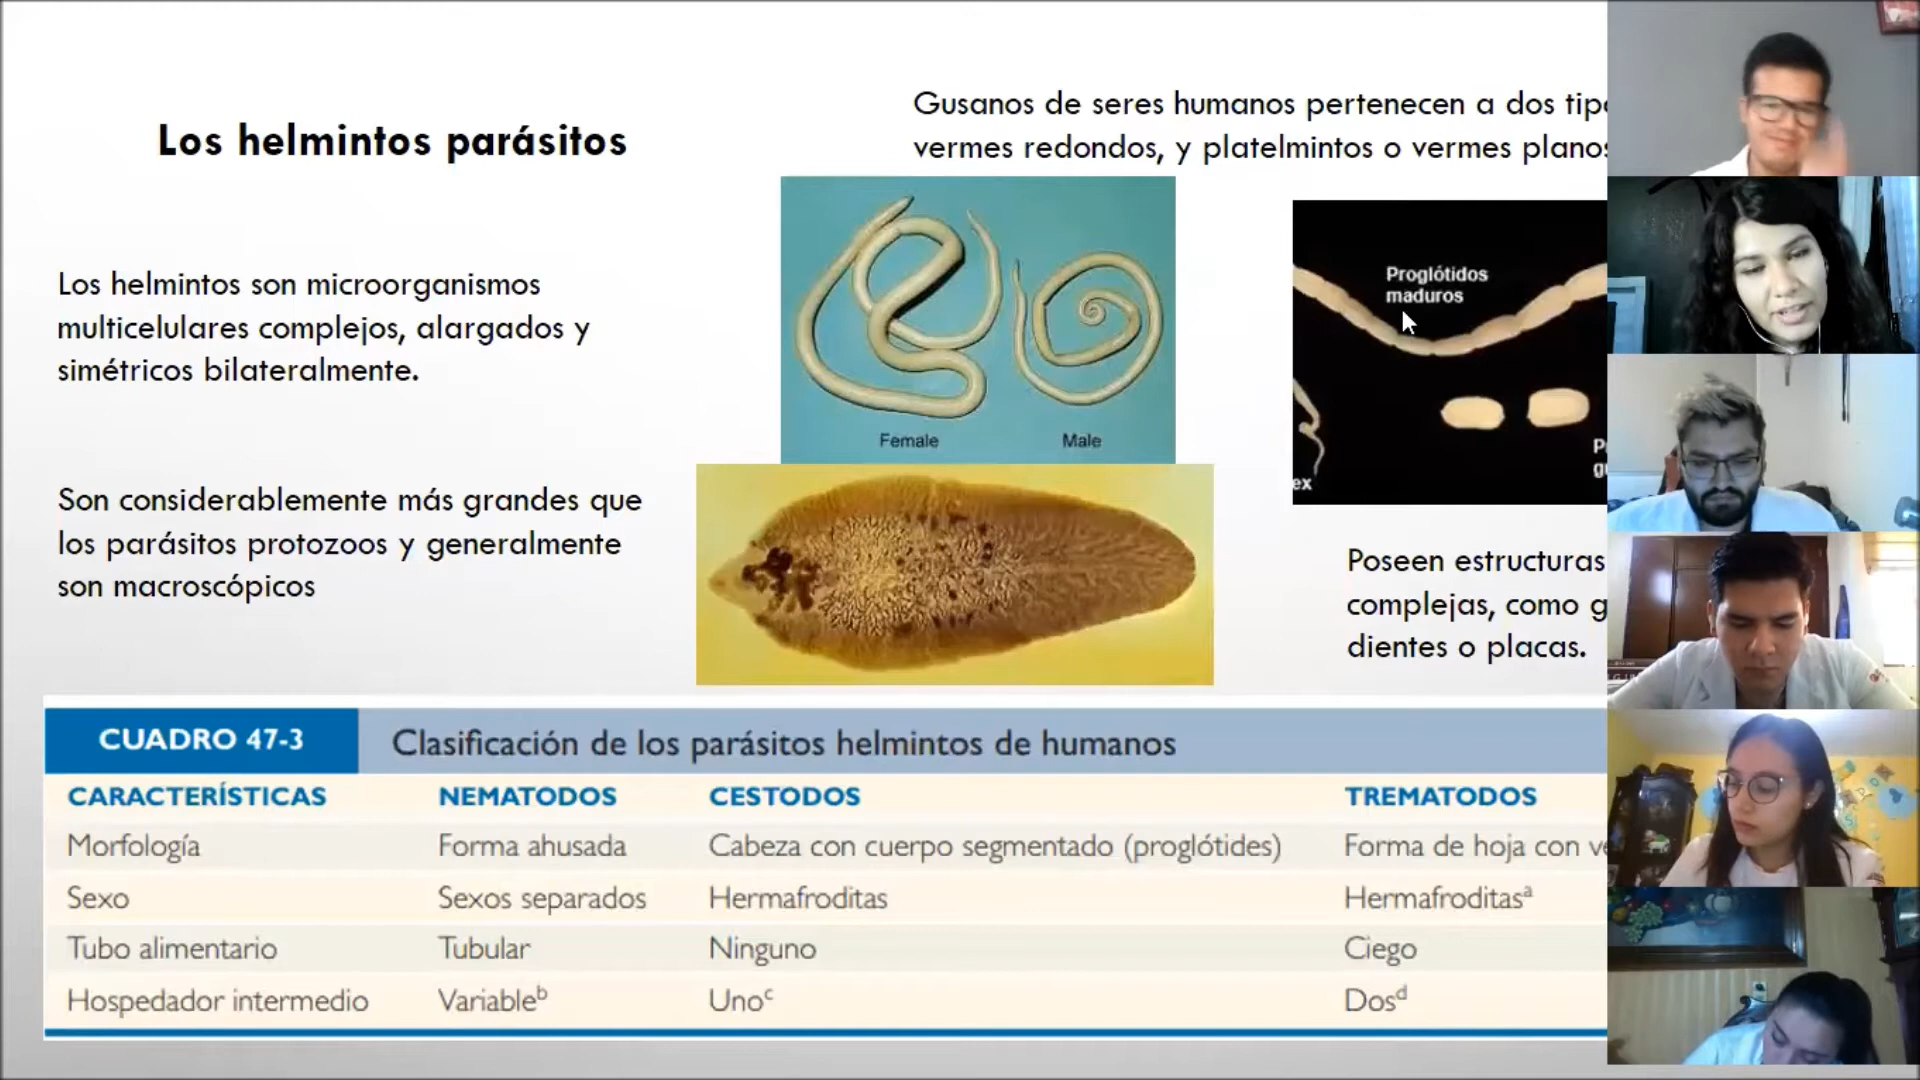 Los helmintos parásitos
Gusanos de seres humanos pertenecen a dos
vermes redondos, y platelmintos o vermes planos
Los helmintos son microorganismos
multicelulares complejos, alargados y
simétricos bilateralmente.
Son considerablemente más grandes que
los parásitos protozoos y generalmente
son macroscópicos
Female
Male
Proglótidos
maduros
ex
Poseen estructuras
complejas, como
dientes o placas.
CUADRO 47-3
Clasificación de los parásitos helmintos de humanos
CARACTERÍSTICAS NEMATODOS CESTODOS TREMATODOS
Morfología Forma ahusada Cabeza con cuerpo segmentado (proglótides) Forma de hoja con
Sexo Sexos separados Hermafroditas Hermafroditasᵃ
Tubo alimentario Tubular Ninguno Ciego
Hospedador intermedio Variableᵇ Unoᶜ Dosᵈ